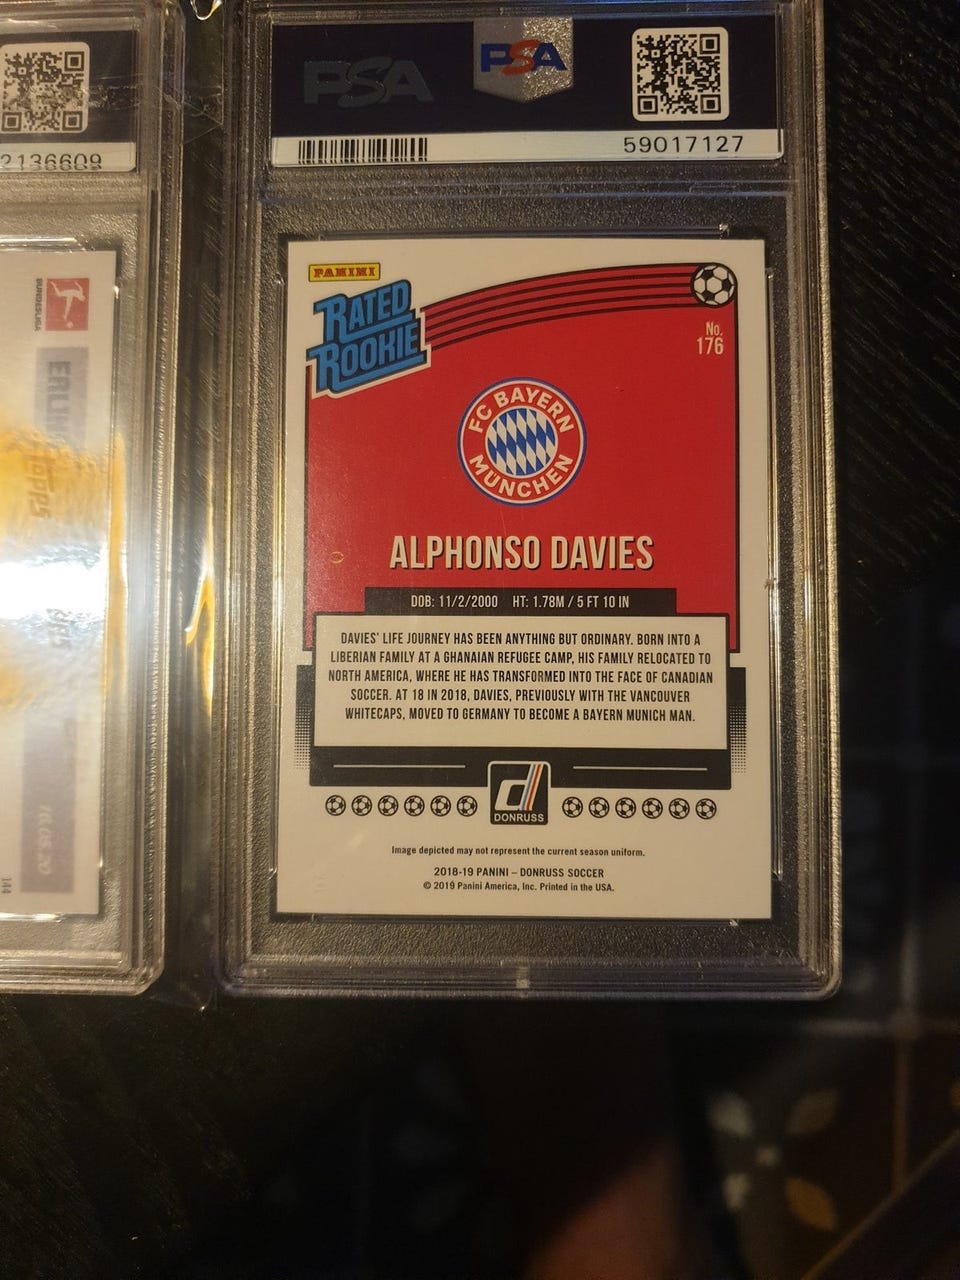 2136609
BUNDESLIGA
ERLIN
topps
16.05.20
144
PSA
PSA
59017127
PANINI
RATED
ROOKIE
No.
176
FC BAYERN
MÜNCHEN
ALPHONSO DAVIES
DOB: 11/2/2000 HT: 1.78M / 5 FT 10 IN
DAVIES' LIFE JOURNEY HAS BEEN ANYTHING BUT ORDINARY. BORN INTO A
LIBERIAN FAMILY AT A GHANAIAN REFUGEE CAMP, HIS FAMILY RELOCATED TO
NORTH AMERICA, WHERE HE HAS TRANSFORMED INTO THE FACE OF CANADIAN
SOCCER. AT 18 IN 2018, DAVIES, PREVIOUSLY WITH THE VANCOUVER
WHITECAPS, MOVED TO GERMANY TO BECOME A BAYERN MUNICH MAN.
d
DONRUSS
Image depicted may not represent the current season uniform.
2018-19 PANINI – DONRUSS SOCCER
© 2019 Panini America, Inc. Printed in the USA.